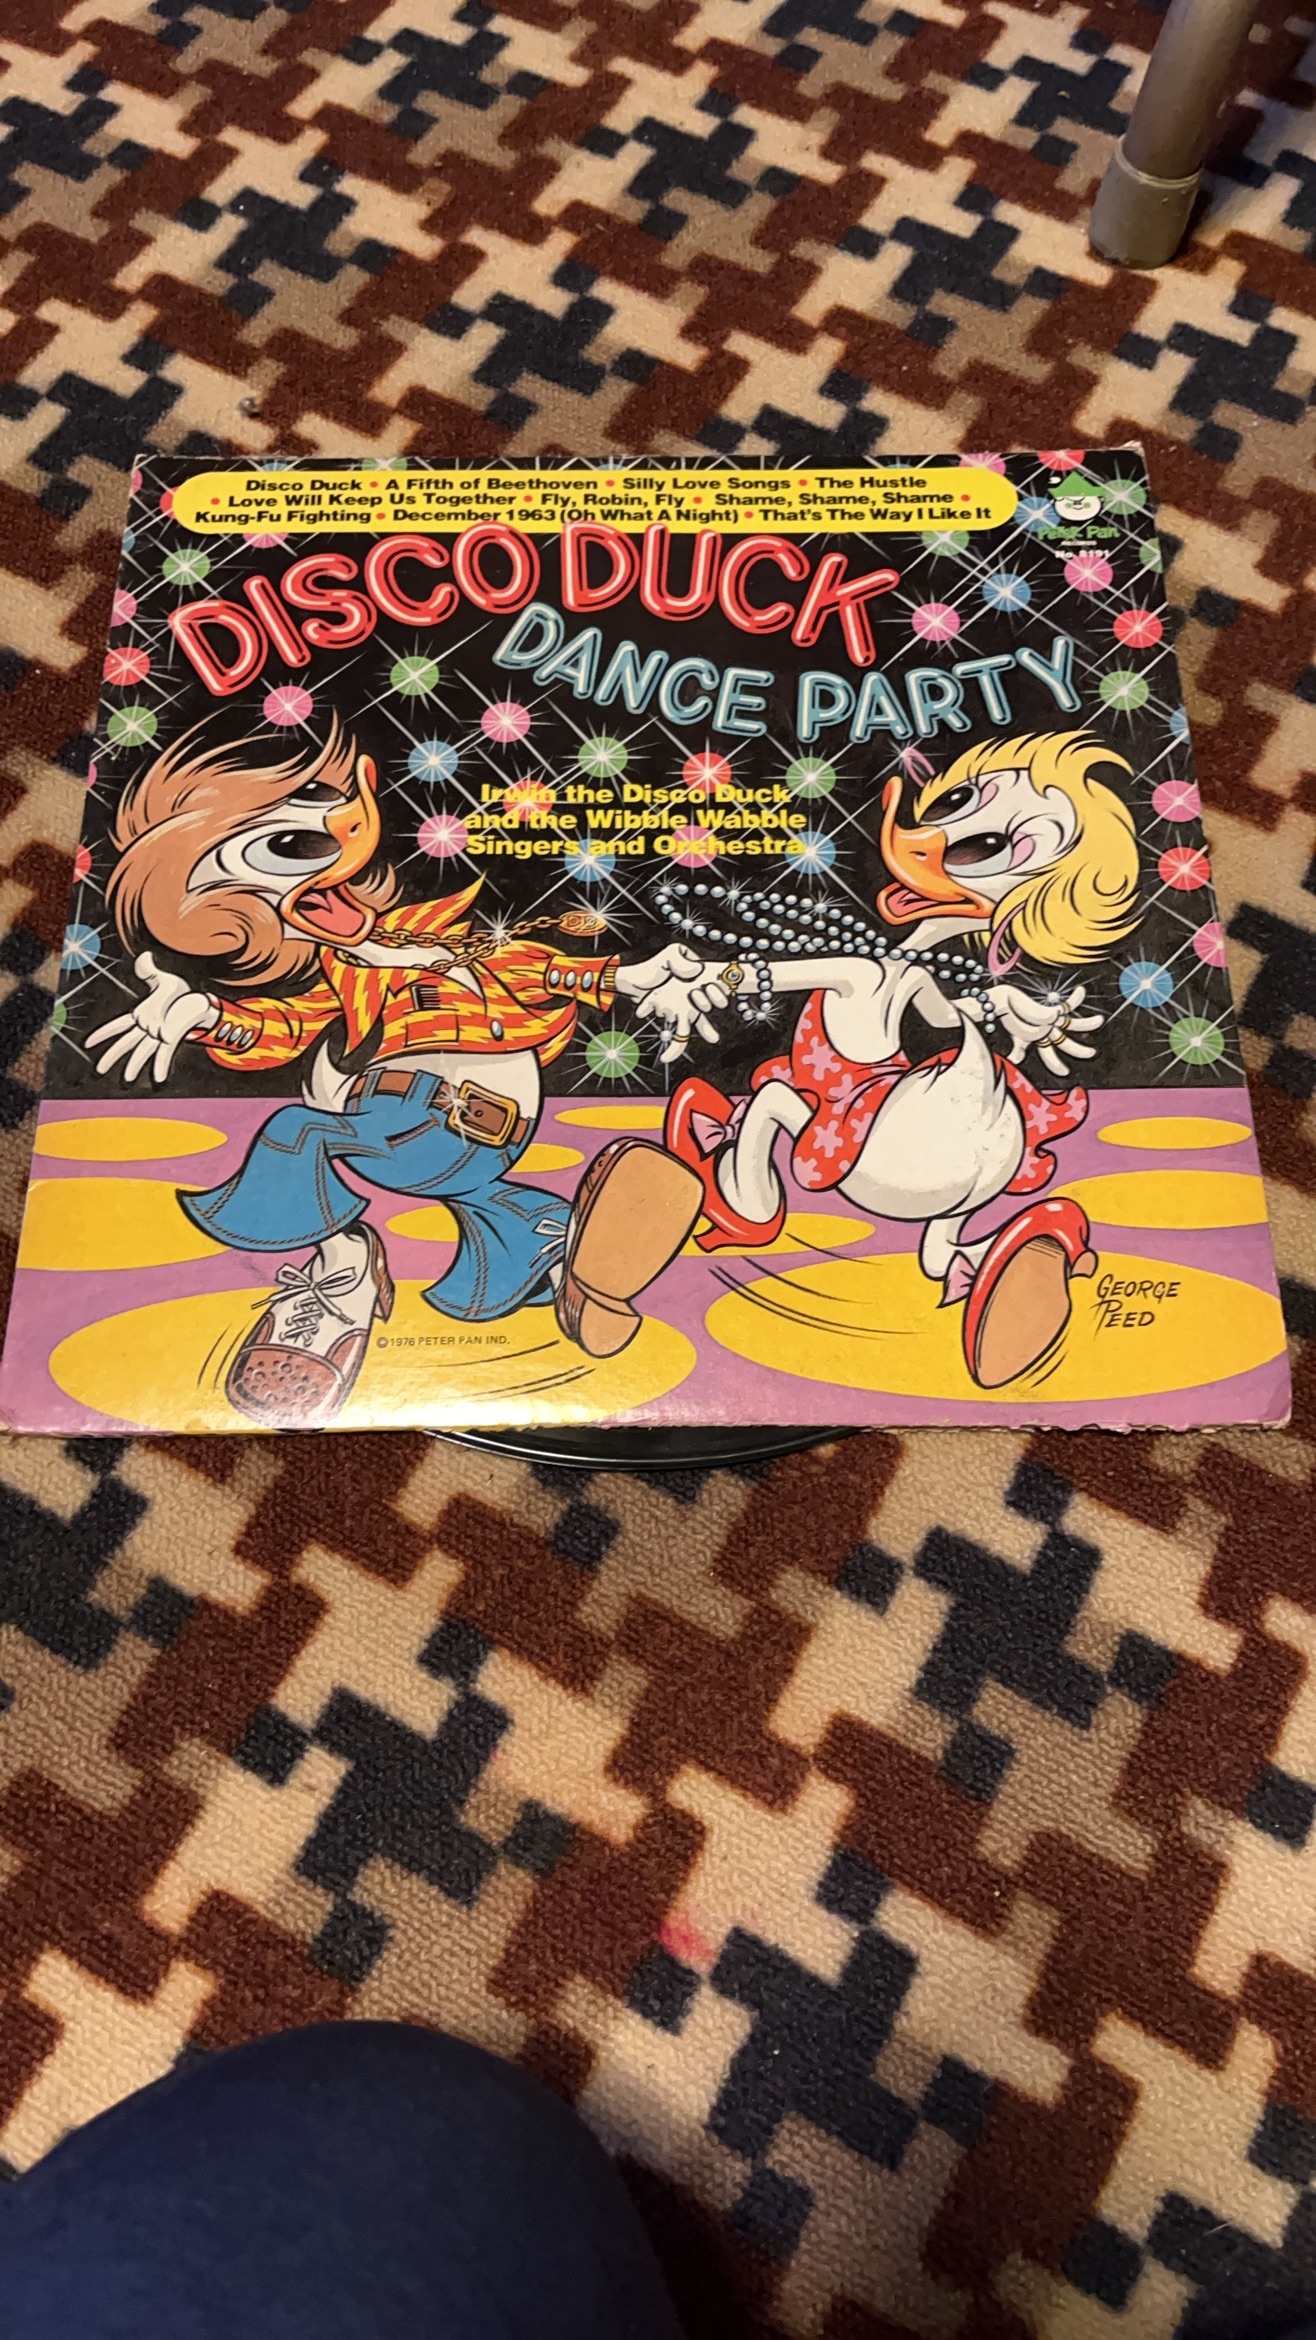 Disco Duck • A Fifth of Beethoven • Silly Love Songs • The Hustle
• Love Will Keep Us Together • Fly, Robin, Fly • Shame, Shame, Shame •
Kung-Fu Fighting • December 1963 (Oh What A Night) • That's The Way I Like It
Peter Pan
RECORDS
No. 8191
DISCO DUCK
DANCE PARTY
Irwin the Disco Duck
and the Wibble Wabble
Singers and Orchestra
GEORGE
PEED
©1976 PETER PAN IND.